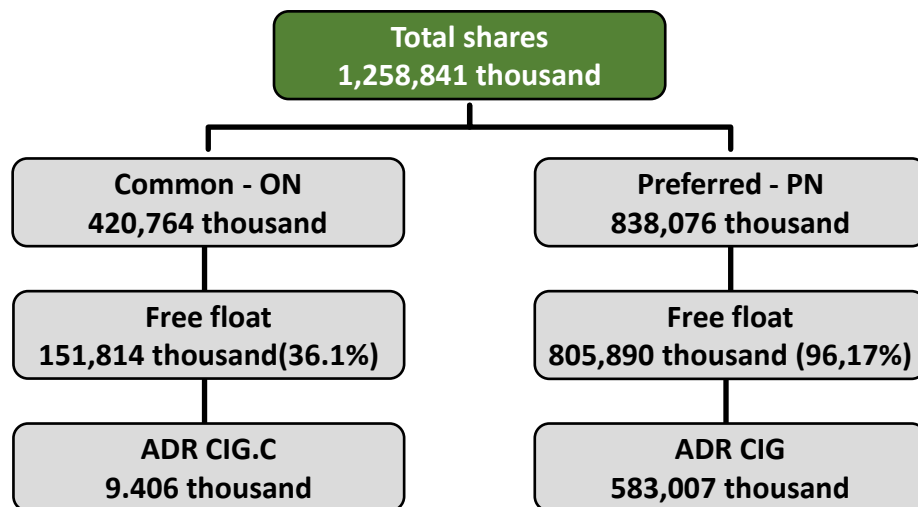 Total shares
1,258,841 thousand
Common - ON
420,764 thousand
Preferred - PN
838,076 thousand
Free float
151,814 thousand(36.1%)
Free float
805,890 thousand (96,17%)
ADR CIG.C
9.406 thousand
ADR CIG
583,007 thousand